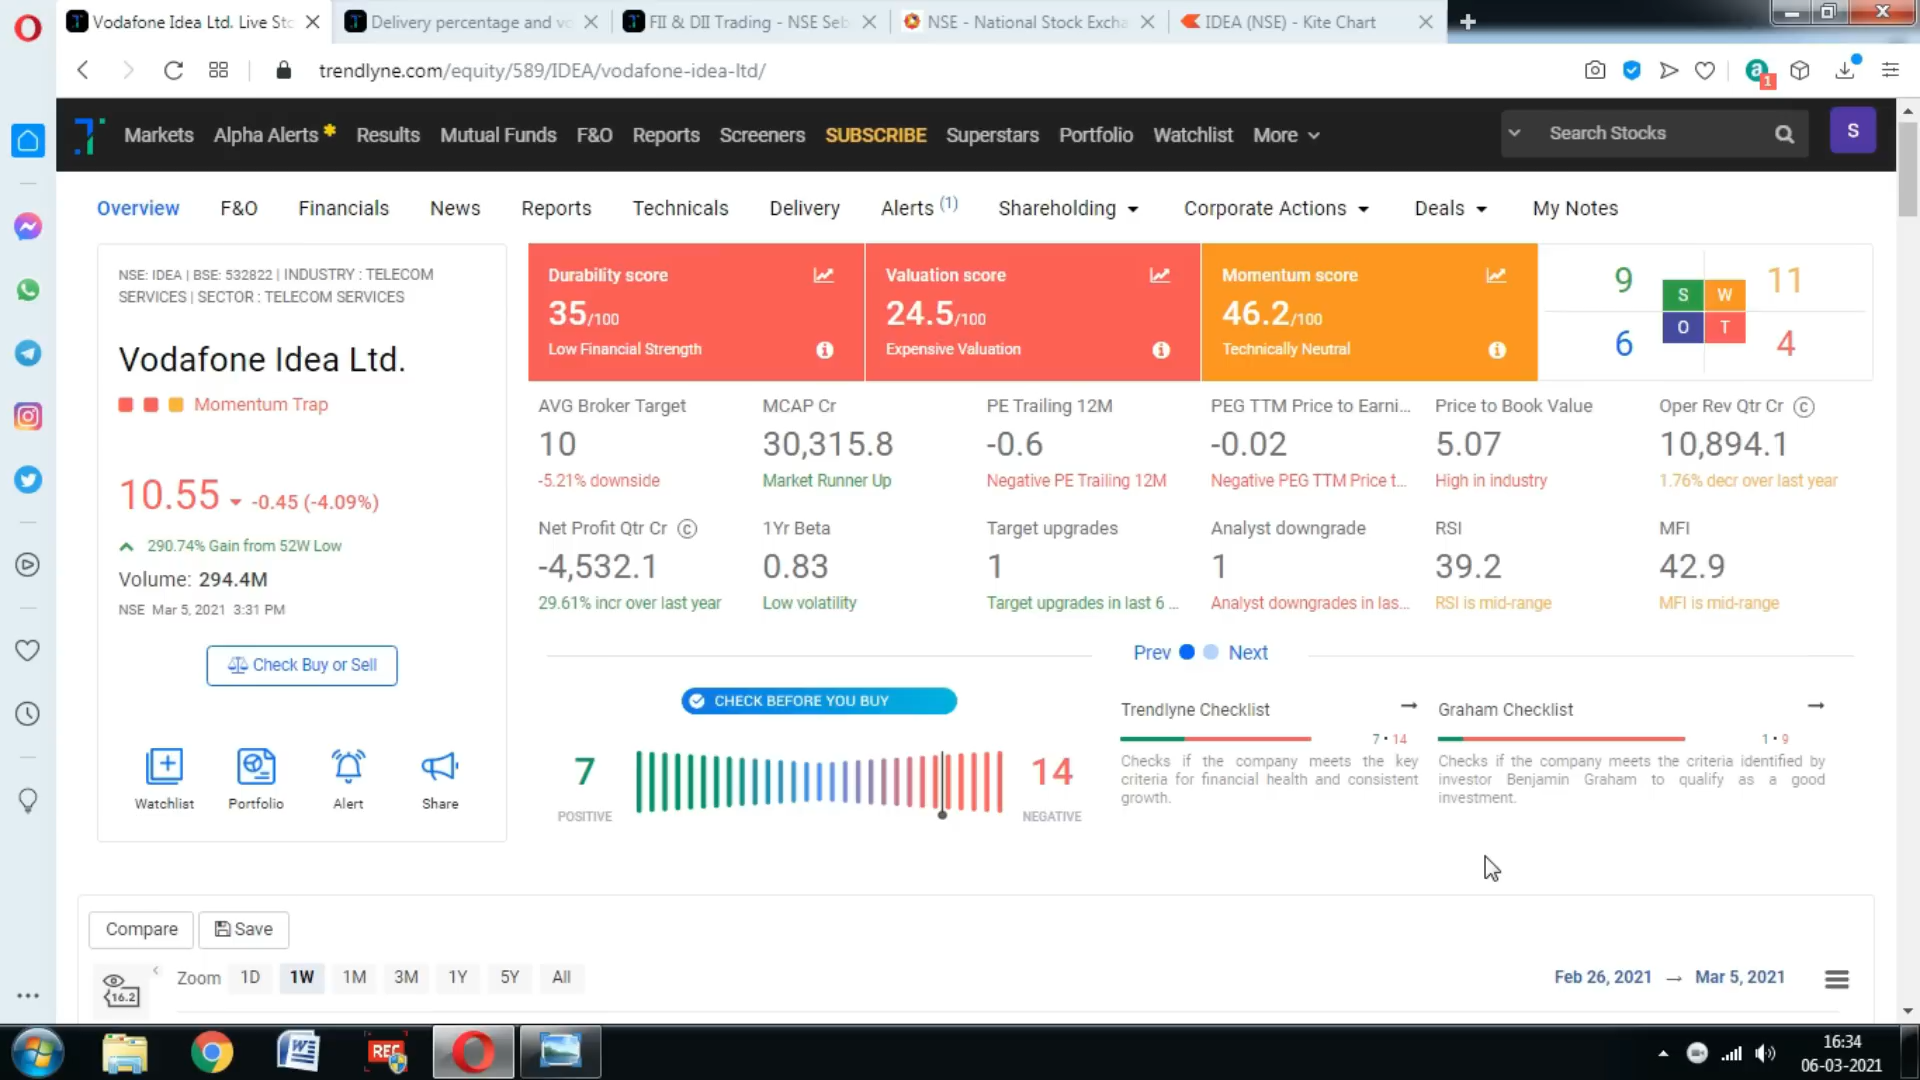 Vodafone Idea Ltd. Live Sto
Delivery percentage and vo
FII & DII Trading - NSE Seb
NSE - National Stock Excha
IDEA (NSE) - Kite Chart
trendlyne.com/equity/589/IDEA/vodafone-idea-ltd/
a
1
Markets
Alpha Alerts
Results
Mutual Funds
F&O
Reports
Screeners
SUBSCRIBE
Superstars
Portfolio
Watchlist
More
Search Stocks
S
Overview
F&O
Financials
News
Reports
Technicals
Delivery
Alerts (1)
Shareholding
Corporate Actions
Deals
My Notes
NSE: IDEA | BSE: 532822 | INDUSTRY : TELECOM
SERVICES | SECTOR : TELECOM SERVICES
Vodafone Idea Ltd.
Momentum Trap
10.55 -0.45 (-4.09%)
290.74% Gain from 52W Low
Volume: 294.4M
NSE Mar 5, 2021 3:31 PM
Check Buy or Sell
Watchlist
Portfolio
Alert
Share
Durability score
35/100
Low Financial Strength
Valuation score
24.5/100
Expensive Valuation
Momentum score
46.2/100
Technically Neutral
9
S
W
11
6
O
T
4
AVG Broker Target
10
-5.21% downside
MCAP Cr
30,315.8
Market Runner Up
PE Trailing 12M
-0.6
Negative PE Trailing 12M
PEG TTM Price to Earni...
-0.02
Negative PEG TTM Price t...
Price to Book Value
5.07
High in industry
Oper Rev Qtr Cr C
10,894.1
1.76% decr over last year
Net Profit Qtr Cr C
-4,532.1
29.61% incr over last year
1Yr Beta
0.83
Low volatility
Target upgrades
1
Target upgrades in last 6 ...
Analyst downgrade
1
Analyst downgrades in las...
RSI
39.2
RSI is mid-range
MFI
42.9
MFI is mid-range
Prev
Next
CHECK BEFORE YOU BUY
7
POSITIVE
14
NEGATIVE
Trendlyne Checklist
7 • 14
Checks if the company meets the key
criteria for financial health and consistent
growth.
Graham Checklist
1 • 9
Checks if the company meets the criteria identified by
investor Benjamin Graham to qualify as a good
investment.
Compare
Save
16.2
Zoom
1D
1W
1M
3M
1Y
5Y
All
Feb 26, 2021 → Mar 5, 2021
W
REC
16:34
06-03-2021